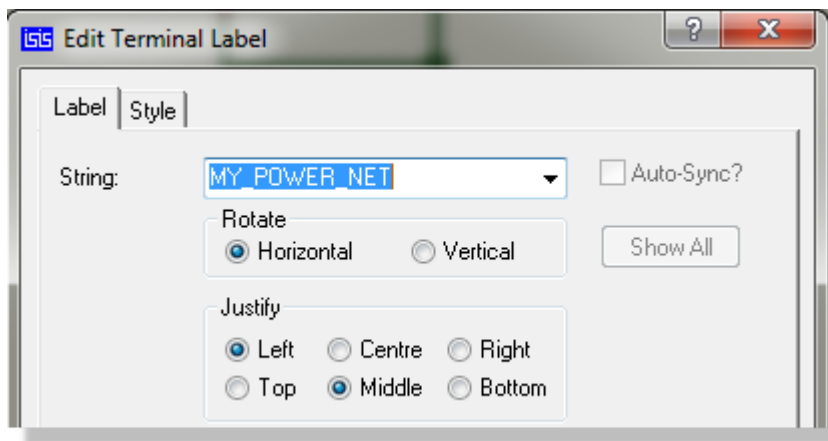 isis Edit Terminal Label ? X
Label Style
String: MY_POWER_NET Auto-Sync?
Rotate
Horizontal Vertical Show All
Justify
Left Centre Right
Top Middle Bottom